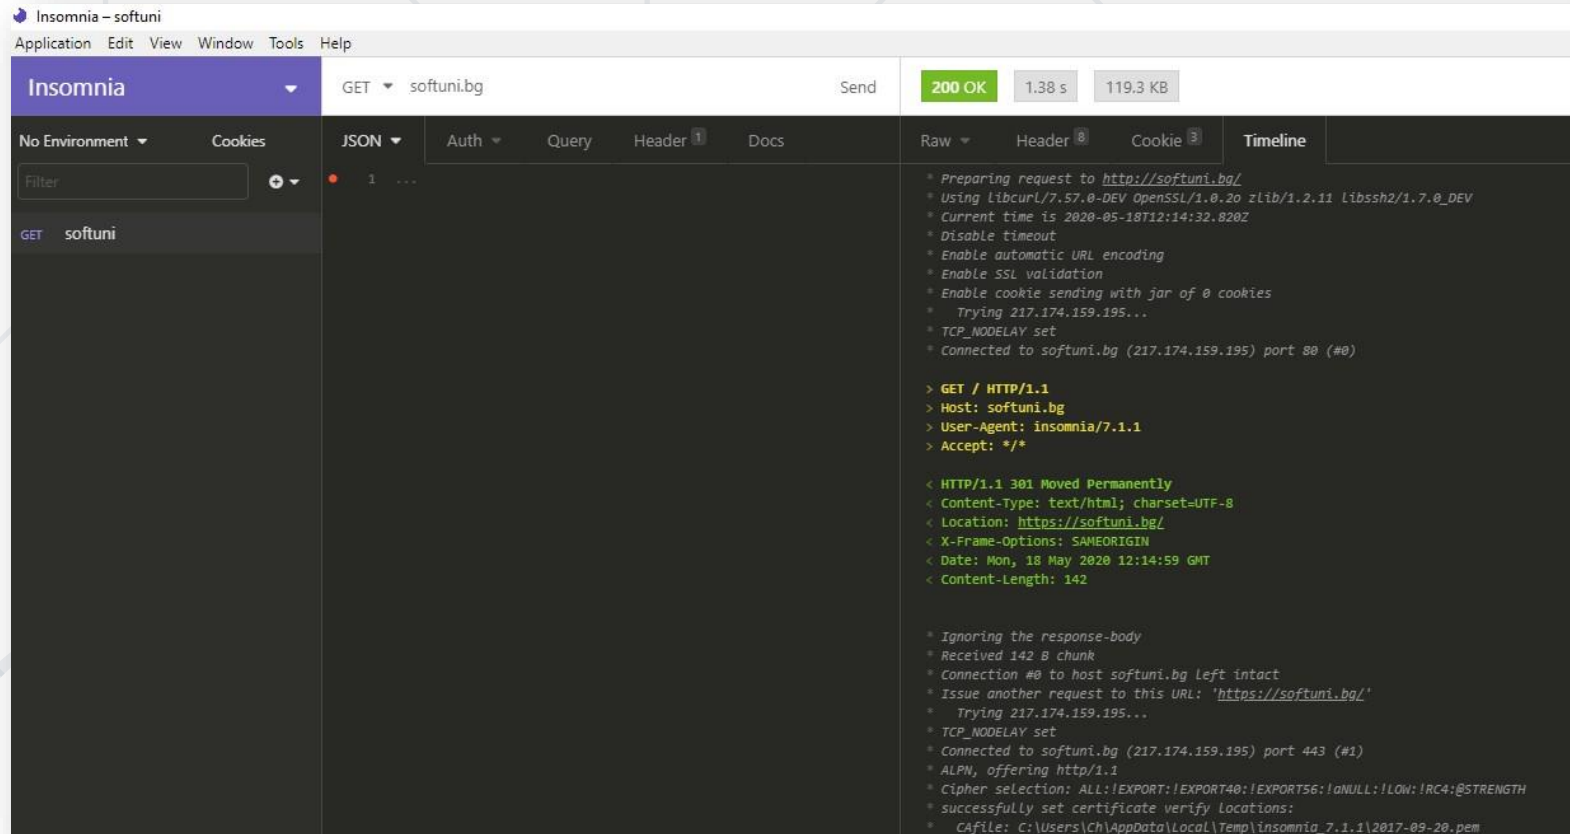 Insomnia – softuni
Application Edit View Window Tools Help
Insomnia
GET softuni.bg Send
200 OK 1.38 s 119.3 KB
No Environment Cookies
JSON Auth Query Header 1 Docs
Raw Header 8 Cookie 3 Timeline
Filter
1 ...
GET softuni
* Preparing request to http://softuni.bg/
* Using libcurl/7.57.0-DEV OpenSSL/1.0.2o zlib/1.2.11 libssh2/1.7.0_DEV
* Current time is 2020-05-18T12:14:32.820Z
* Disable timeout
* Enable automatic URL encoding
* Enable SSL validation
* Enable cookie sending with jar of 0 cookies
*   Trying 217.174.159.195...
* TCP_NODELAY set
* Connected to softuni.bg (217.174.159.195) port 80 (#0)
> GET / HTTP/1.1
> Host: softuni.bg
> User-Agent: insomnia/7.1.1
> Accept: */*
< HTTP/1.1 301 Moved Permanently
< Content-Type: text/html; charset=UTF-8
< Location: https://softuni.bg/
< X-Frame-Options: SAMEORIGIN
< Date: Mon, 18 May 2020 12:14:59 GMT
< Content-Length: 142
* Ignoring the response-body
* Received 142 B chunk
* Connection #0 to host softuni.bg left intact
* Issue another request to this URL: 'https://softuni.bg/'
*   Trying 217.174.159.195...
* TCP_NODELAY set
* Connected to softuni.bg (217.174.159.195) port 443 (#1)
* ALPN, offering http/1.1
* Cipher selection: ALL:!EXPORT:!EXPORT40:!EXPORT56:!aNULL:!LOW:!RC4:@STRENGTH
* successfully set certificate verify locations:
*   CAfile: C:\Users\Ch\AppData\Local\Temp\insomnia_7.1.1\2017-09-20.pem